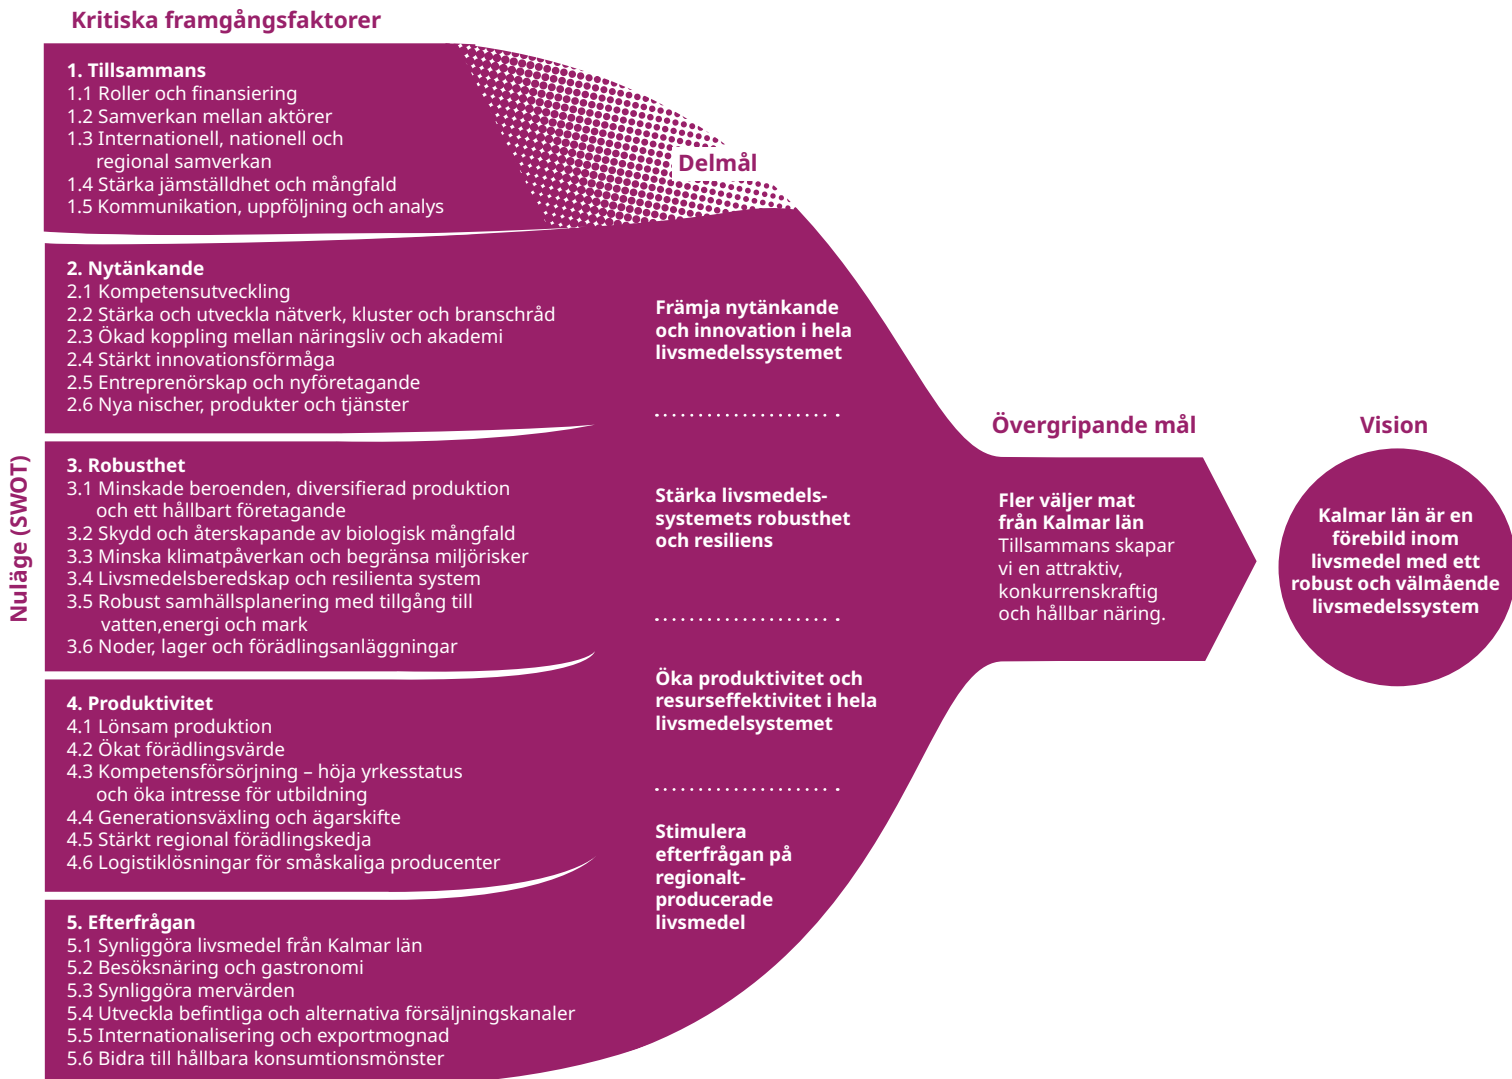 Kritiska framgångsfaktorer
1. Tillsammans
1.1 Roller och finansiering
1.2 Samverkan mellan aktörer
1.3 Internationell, nationell och
regional samverkan
1.4 Stärka jämställdhet och mångfald
1.5 Kommunikation, uppföljning och analys
2. Nytänkande
2.1 Kompetensutveckling
2.2 Stärka och utveckla nätverk, kluster och branschråd
2.3 Ökad koppling mellan näringsliv och akademi
2.4 Stärkt innovationsförmåga
2.5 Entreprenörskap och nyföretagande
2.6 Nya nischer, produkter och tjänster
Nuläge (SWOT)
3. Robusthet
3.1 Minskade beroenden, diversifierad produktion
och ett hållbart företagande
3.2 Skydd och återskapande av biologisk mångfald
3.3 Minska klimatpåverkan och begränsa miljörisker
3.4 Livsmedelsberedskap och resilienta system
3.5 Robust samhällsplanering med tillgång till
vatten,energi och mark
3.6 Noder, lager och förädlingsanläggningar
4. Produktivitet
4.1 Lönsam produktion
4.2 Ökat förädlingsvärde
4.3 Kompetensförsörjning – höja yrkesstatus
och öka intresse för utbildning
4.4 Generationsväxling och ägarskifte
4.5 Stärkt regional förädlingskedja
4.6 Logistiklösningar för småskaliga producenter
5. Efterfrågan
5.1 Synliggöra livsmedel från Kalmar län
5.2 Besöksnäring och gastronomi
5.3 Synliggöra mervärden
5.4 Utveckla befintliga och alternativa försäljningskanaler
5.5 Internationalisering och exportmognad
5.6 Bidra till hållbara konsumtionsmönster
Delmål
Främja nytänkande
och innovation i hela
livsmedelssystemet
Stärka livsmedels-
systemets robusthet
och resiliens
Öka produktivitet och
resurseffektivitet i hela
livsmedelsystemet
Stimulera
efterfrågan på
regionalt-
producerade
livsmedel
Övergripande mål
Fler väljer mat
från Kalmar län
Tillsammans skapar
vi en attraktiv,
konkurrenskraftig
och hållbar näring.
Vision
Kalmar län är en
förebild inom
livsmedel med ett
robust och välmående
livsmedelssystem